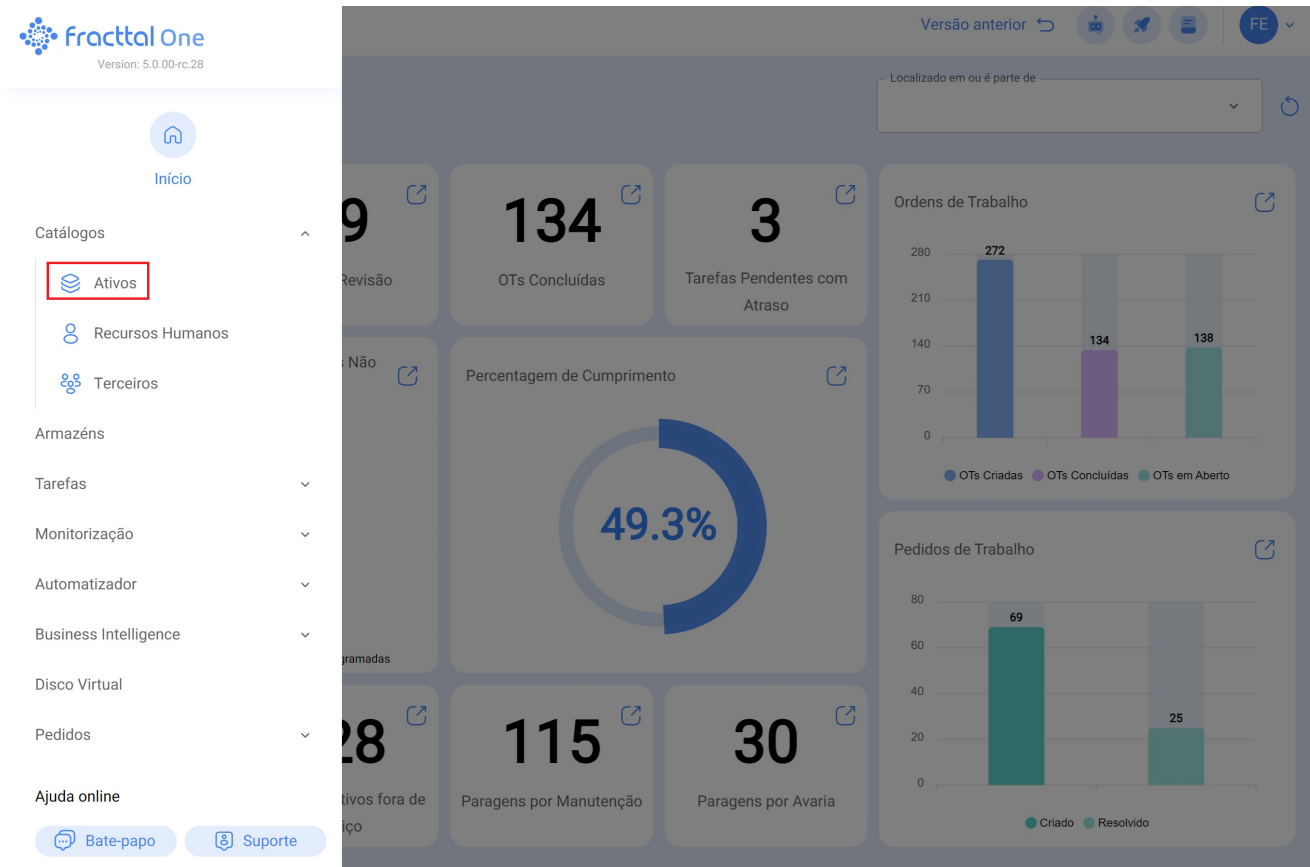 fracttal One
Version: 5.0.00-rc.28
Início
Catálogos
Ativos
Recursos Humanos
Terceiros
Armazéns
Tarefas
Monitorização
Automatizador
Business Intelligence
Disco Virtual
Pedidos
Ajuda online
Bate-papo
Suporte
Versão anterior
FE
Localizado em ou é parte de
9
Revisão
134
OTs Concluídas
3
Tarefas Pendentes com
Atraso
Ordens de Trabalho
280
210
140
70
0
272
134
138
OTs Criadas OTs Concluídas OTs em Aberto
Não
gramadas
Percentagem de Cumprimento
49.3%
Pedidos de Trabalho
80
60
40
20
0
69
25
Criado Resolvido
28
tivos fora de
iço
115
Paragens por Manutenção
30
Paragens por Avaria